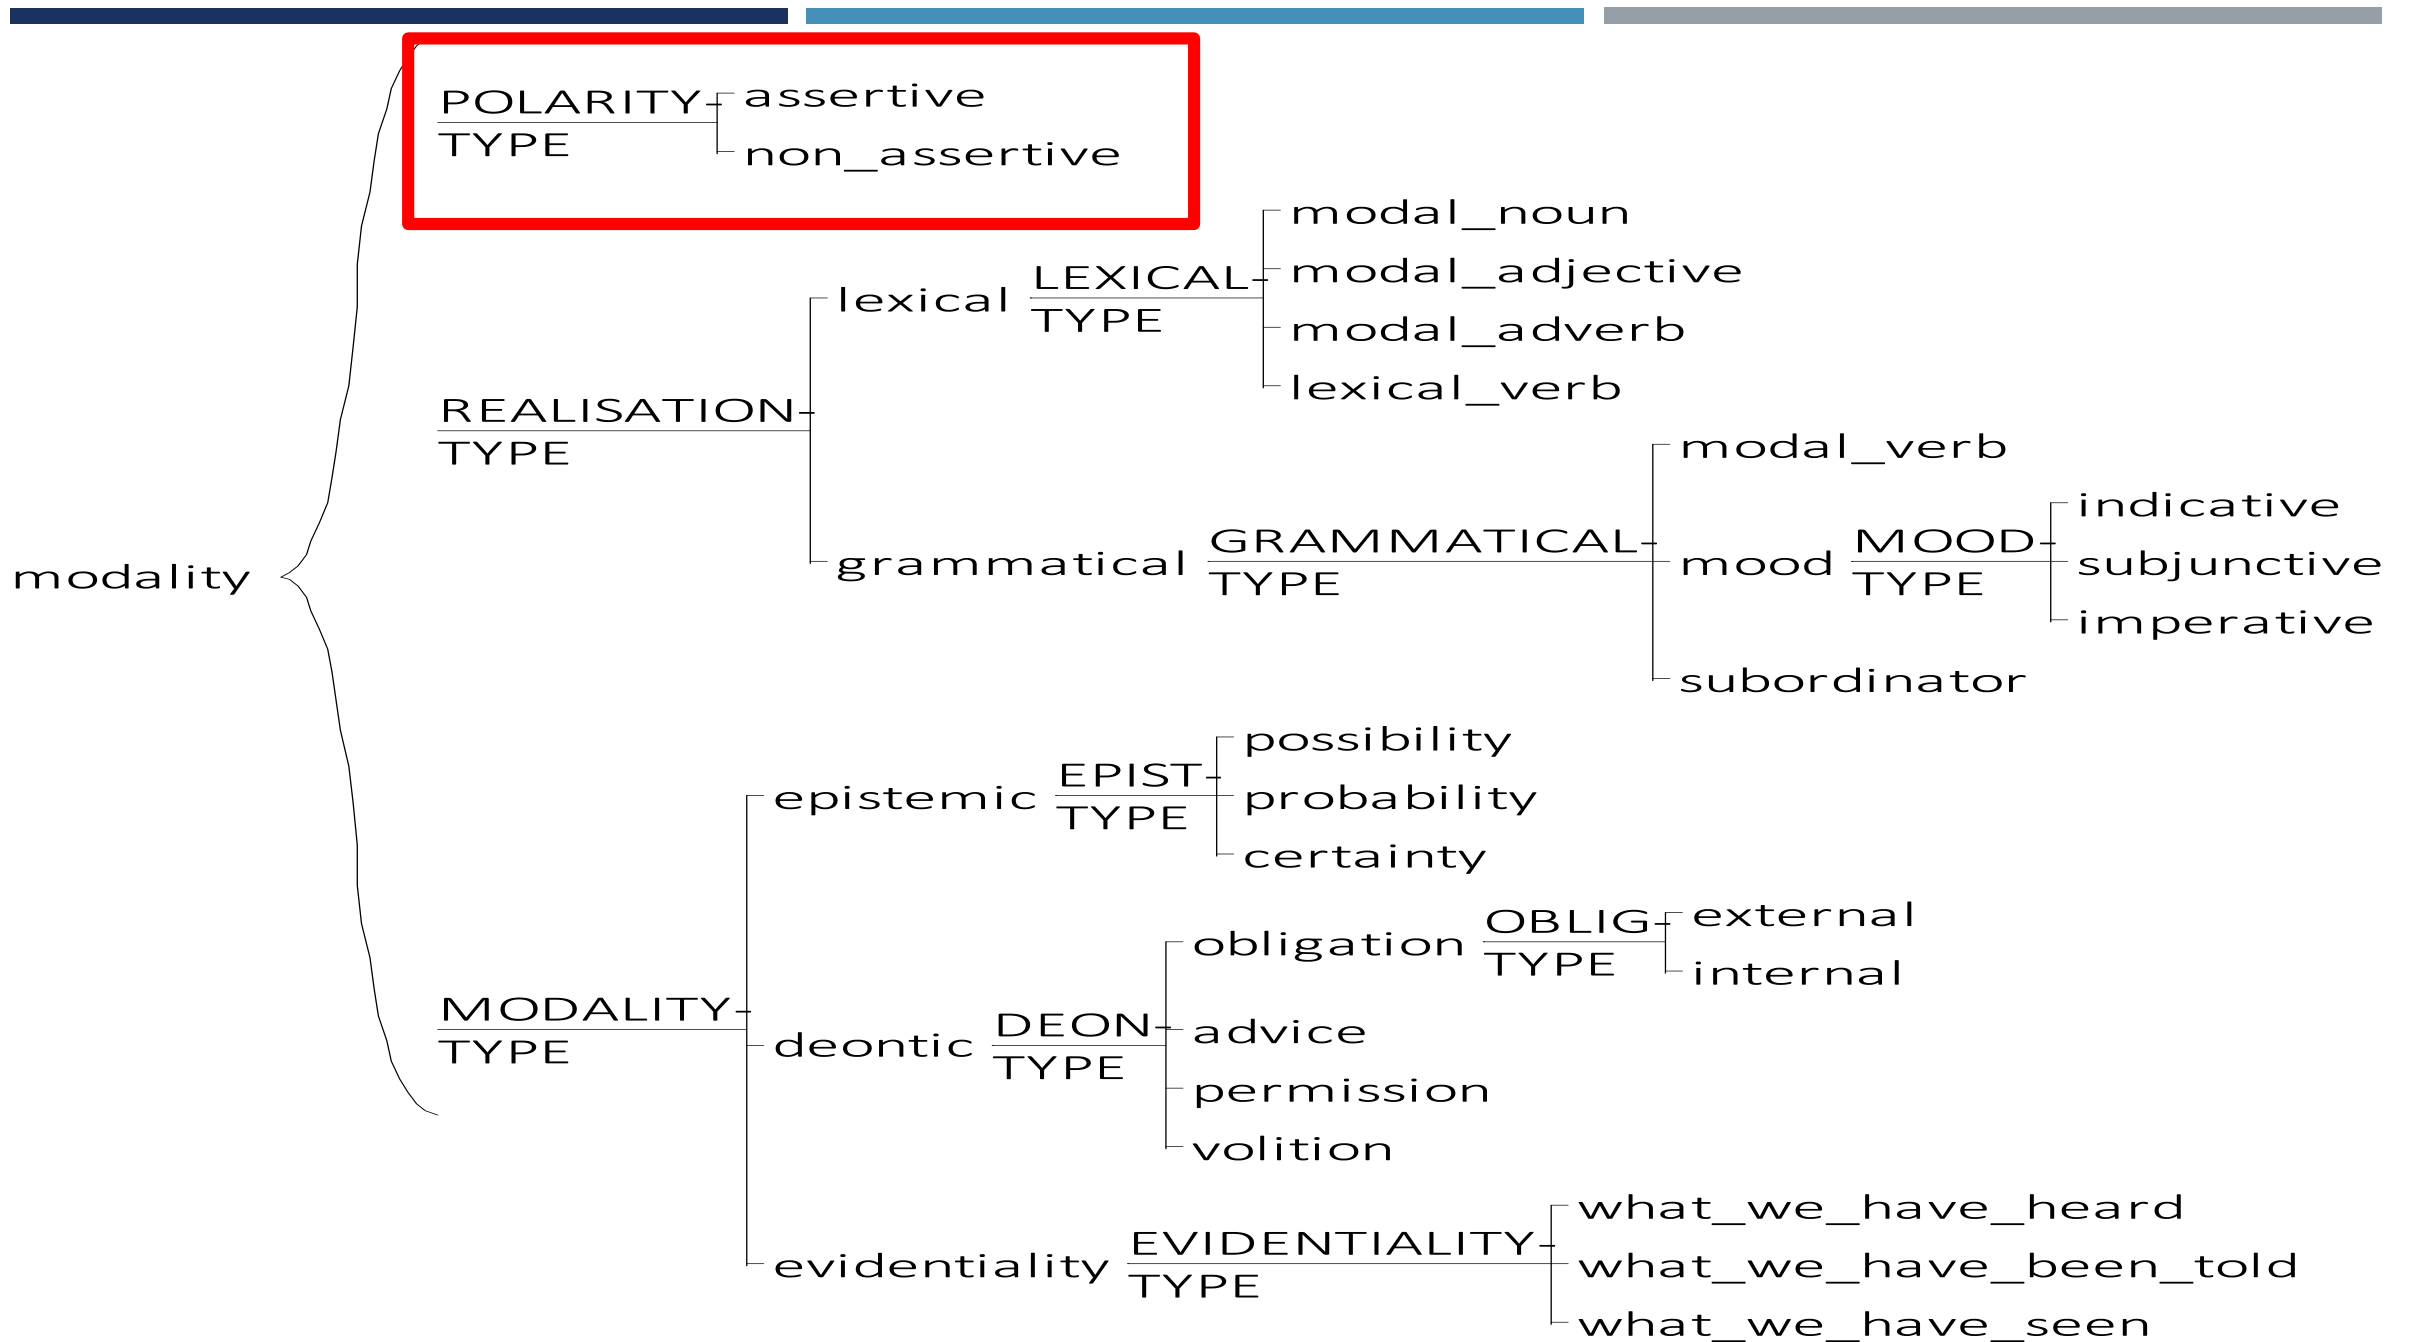 POLARITY
TYPE
assertive
non_assertive
REALISATION
TYPE
lexical
LEXICAL
TYPE
modal_noun
modal_adjective
modal_adverb
lexical_verb
grammatical
GRAMMATICAL
TYPE
modal_verb
mood
MOOD
TYPE
indicative
subjunctive
imperative
subordinator
modality
MODALITY
TYPE
epistemic
EPIST
TYPE
possibility
probability
certainty
deontic
DEON
TYPE
obligation
OBLIG
TYPE
external
internal
advice
permission
volition
evidentiality
EVIDENTIALITY
TYPE
what_we_have_heard
what_we_have_been_told
what_we_have_seen